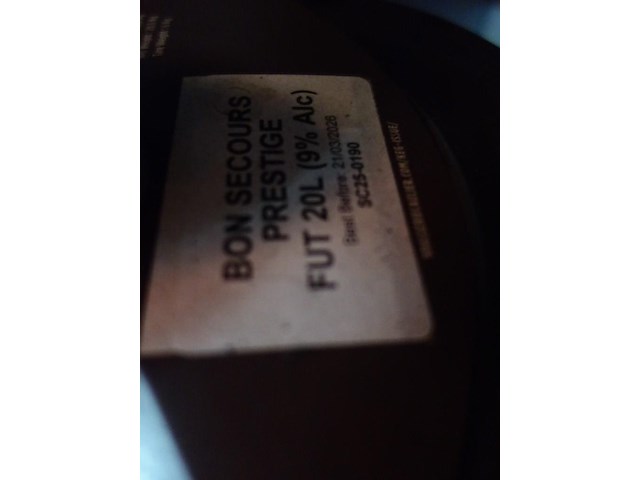 BON SECOURS
PRESTIGE
FUT 20L (9% Alc)
Best Before: 21/03/2026
SC25-0190